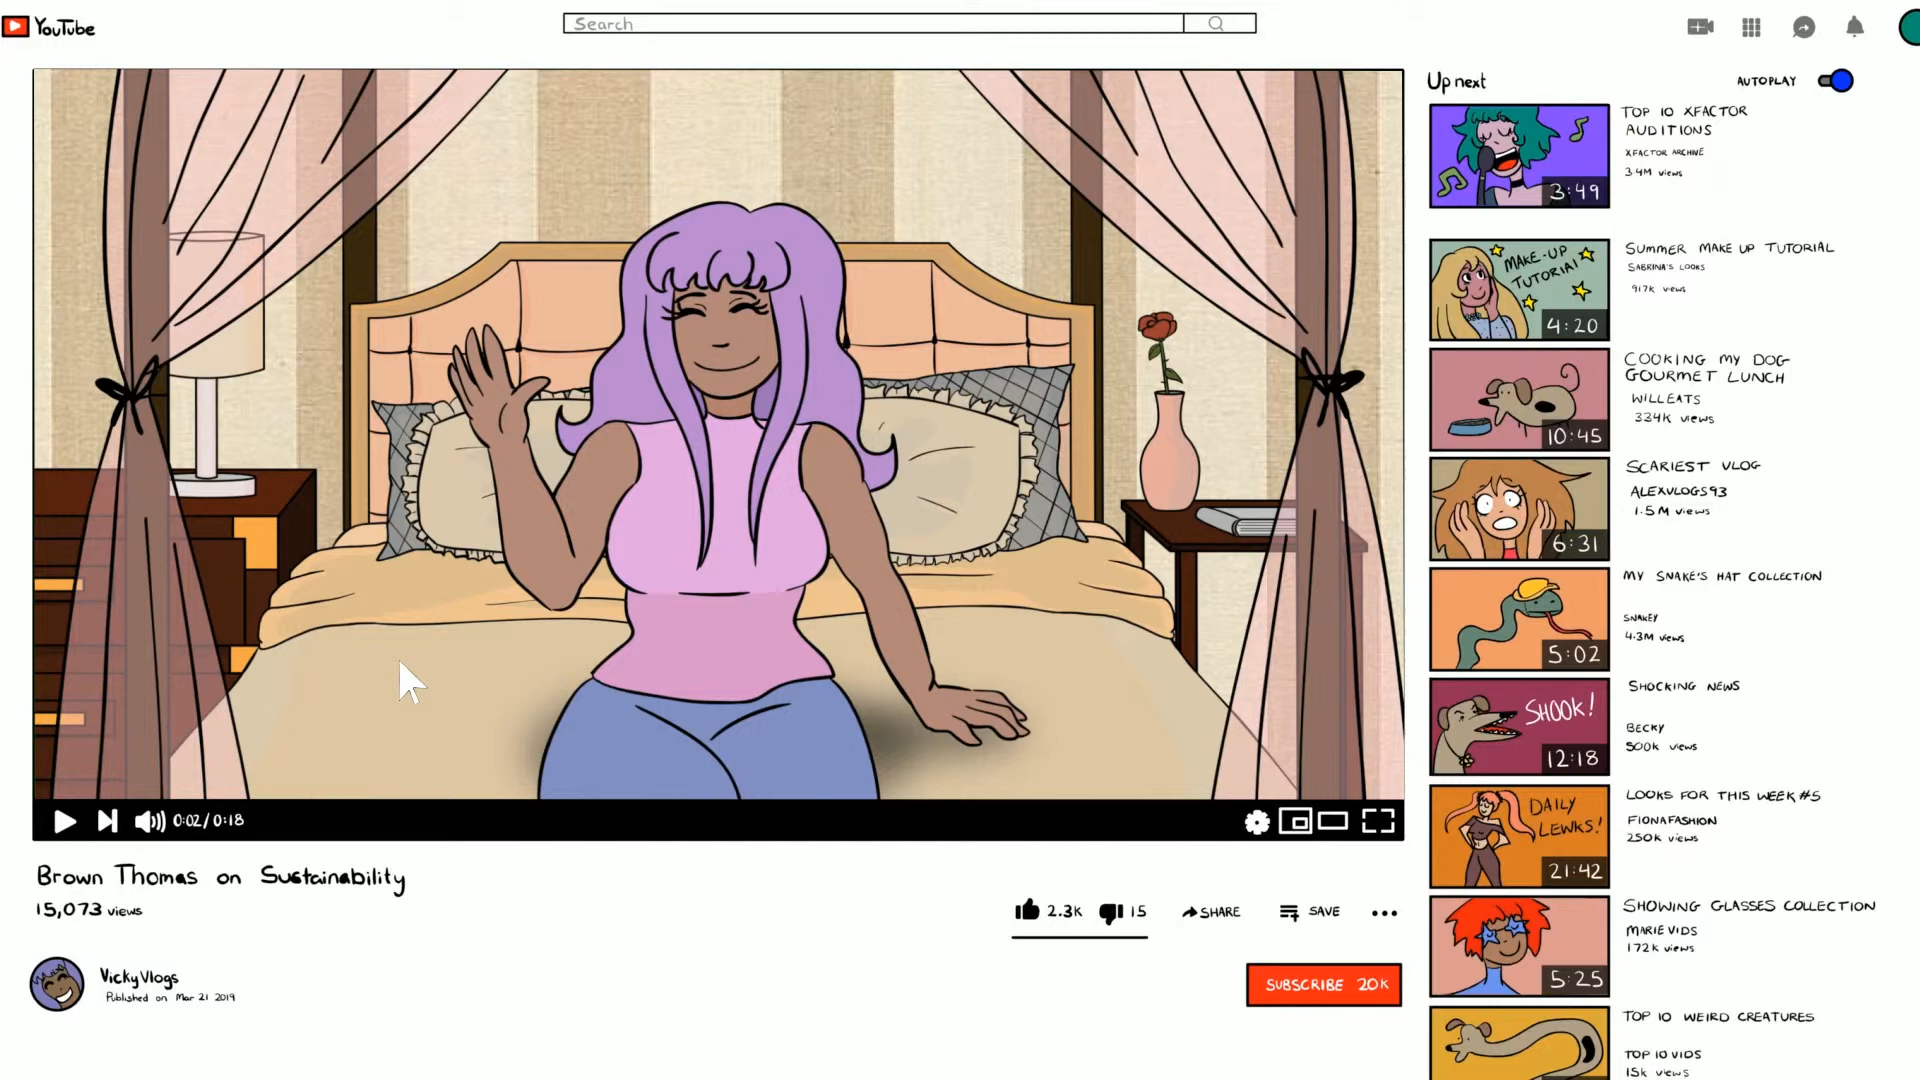 YouTube
Search
Up next
AUTOPLAY
TOP 10 XFACTOR
AUDITIONS
XFACTOR ARCHIVE
3.4M views
3:49
MAKE-UP
TUTORIAL
4:20
SUMMER MAKE UP TUTORIAL
SABRINA'S LOOKS
917K views
10:45
COOKING MY DOG
GOURMET LUNCH
WILLEATS
334K views
6:31
SCARIEST VLOG
ALEXVLOGS93
1.5M views
5:02
MY SNAKE'S HAT COLLECTION
SNAKEY
4.3M views
SHOOK!
12:18
SHOCKING NEWS
BECKY
500K views
DAILY
LEWKS!
21:42
LOOKS FOR THIS WEEK #5
FIONAFASHION
250K views
5:25
SHOWING GLASSES COLLECTION
MARIE VIDS
172K views
TOP 10 WEIRD CREATURES
TOP 10 VIDS
15K views
0:02/0:18
Brown Thomas on Sustainability
15,073 views
2.3K 15 SHARE SAVE
VickyVlogs
Published on Mar 21 2019
SUBSCRIBE 20K